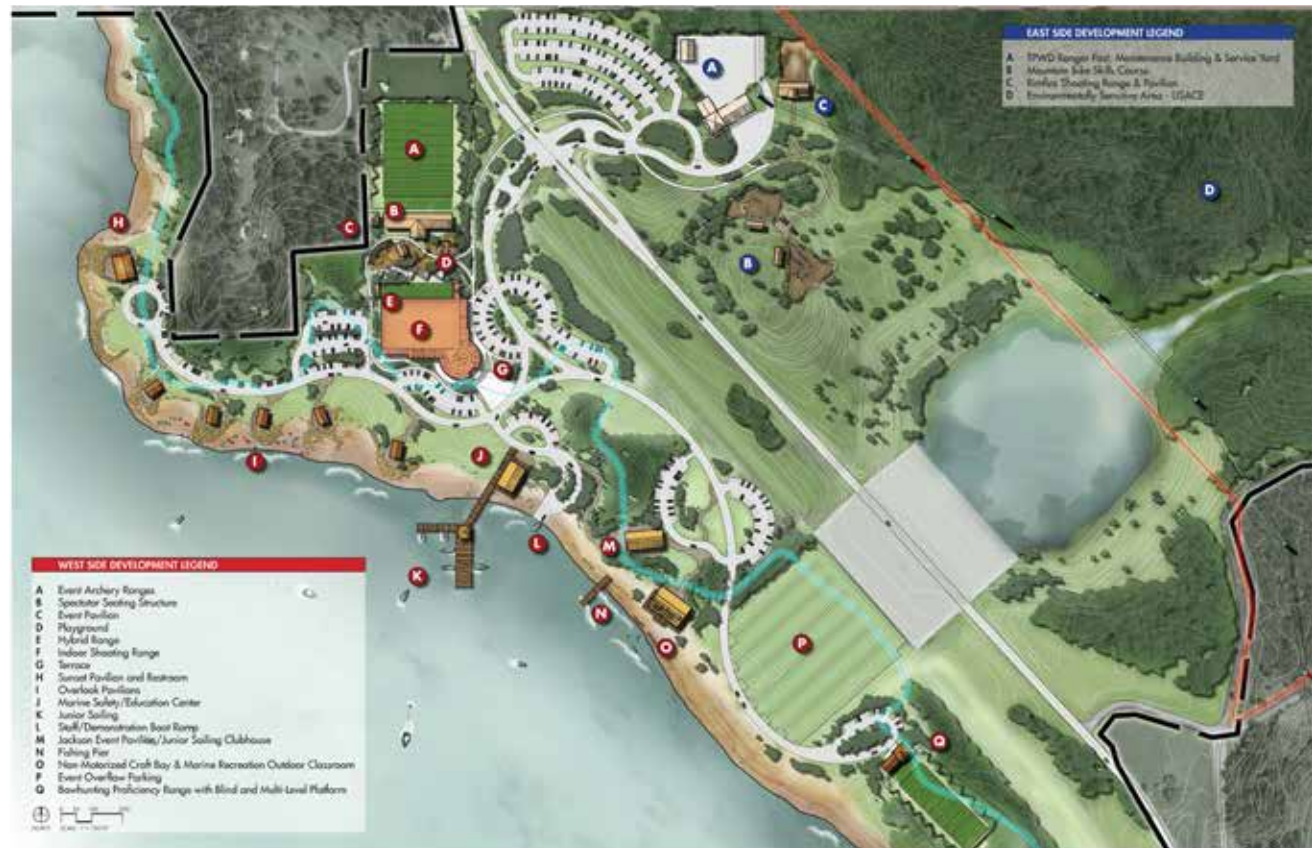 EAST SIDE DEVELOPMENT LEGEND
A TPWD Ranger Post, Maintenance Building & Service Yard
B Mountain Bike Skills Course
C Rimfire Shooting Range & Pavilion
D Environmentally Sensitive Area - USACE
A
C
A
D
H
B
C
D
B
E
F
G
J
I
L
M
K
N
P
O
Q
WEST SIDE DEVELOPMENT LEGEND
A Event Archery Ranges
B Spectator Seating Structure
C Event Pavilion
D Playground
E Hybrid Range
F Indoor Shooting Range
G Terrace
H Sunset Pavilion and Restroom
I Overlook Pavilions
J Marine Safety/Education Center
K Junior Sailing
L Staff/Demonstration Boat Ramp
M Jackson Event Pavilion/Junior Sailing Clubhouse
N Fishing Pier
O Non-Motorized Craft Bay & Marine Recreation Outdoor Classroom
P Event Overflow Parking
Q Bowhunting Proficiency Range with Blind and Multi-Level Platform
NORTH